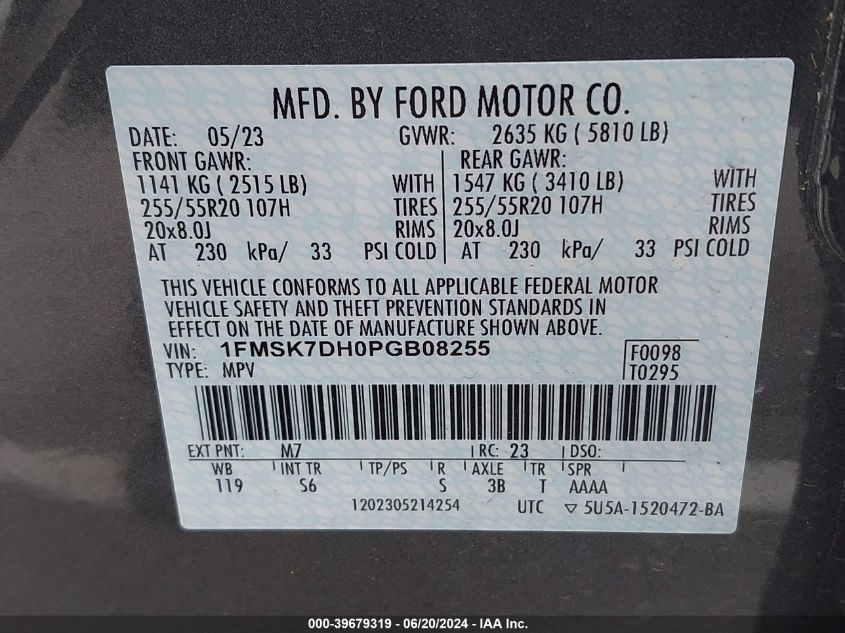 MFD. BY FORD MOTOR CO.
DATE: 05/23 GVWR: 2635 KG ( 5810 LB)
FRONT GAWR: REAR GAWR:
1141 KG ( 2515 LB) WITH 1547 KG ( 3410 LB) WITH
255/55R20 107H TIRES 255/55R20 107H TIRES
20x8.0J RIMS 20x8.0J RIMS
AT 230 kPa/ 33 PSI COLD AT 230 kPa/ 33 PSI COLD
THIS VEHICLE CONFORMS TO ALL APPLICABLE FEDERAL MOTOR
VEHICLE SAFETY AND THEFT PREVENTION STANDARDS IN
EFFECT ON THE DATE OF MANUFACTURE SHOWN ABOVE.
VIN: 1FMSK7DH0PGB08255 F0098
TYPE: MPV T0295
EXT PNT: M7 RC: 23 DSO:
WB INT TR TP/PS R AXLE TR SPR
119 S6 S 3B T AAAA
1202305214254 UTC ▽ 5U5A-1520472-BA
000-39679319 / 06/20/2024 - IAA Inc.